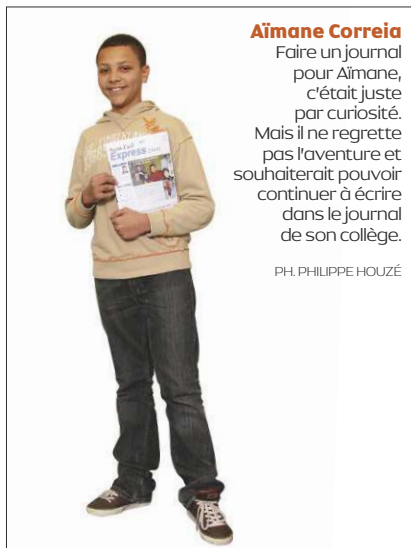 Aïmane Correia
Faire un journal
pour Aïmane,
c'était juste
par curiosité.
Mais il ne regrette
pas l'aventure et
souhaiterait pouvoir
continuer à écrire
dans le journal
de son collège.
PH. PHILIPPE HOUZÉ
Express